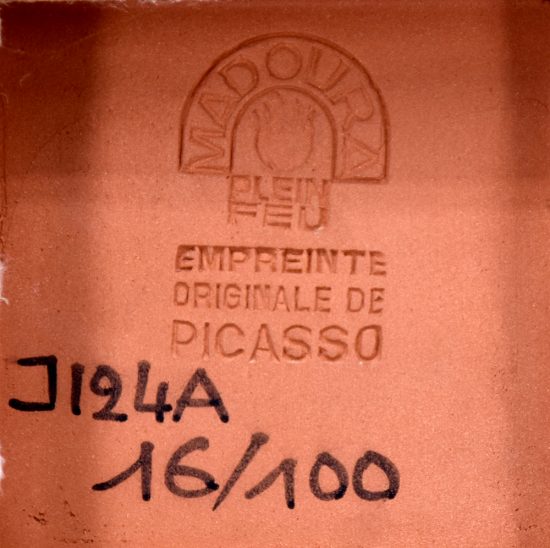 MADOURA
PLEIN
FEU
EMPREINTE
ORIGINALE DE
PICASSO
J124A
16/100